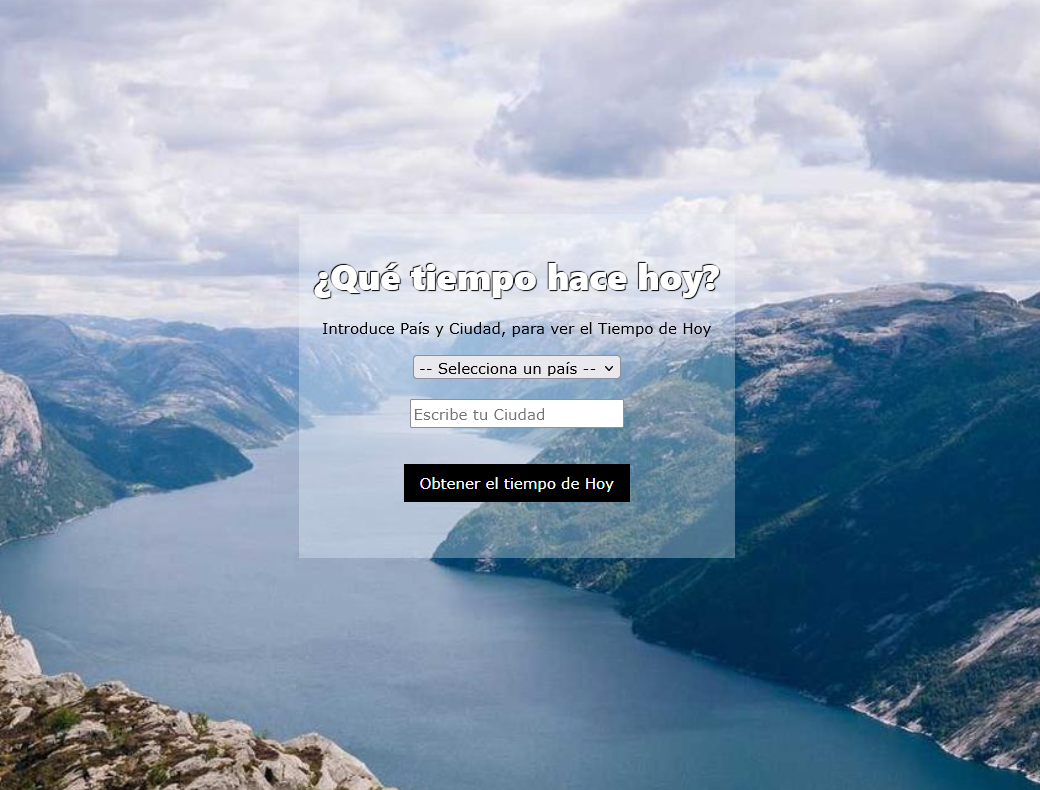 ¿Qué tiempo hace hoy?
Introduce País y Ciudad, para ver el Tiempo de Hoy
-- Selecciona un país --
Escribe tu Ciudad
Obtener el tiempo de Hoy